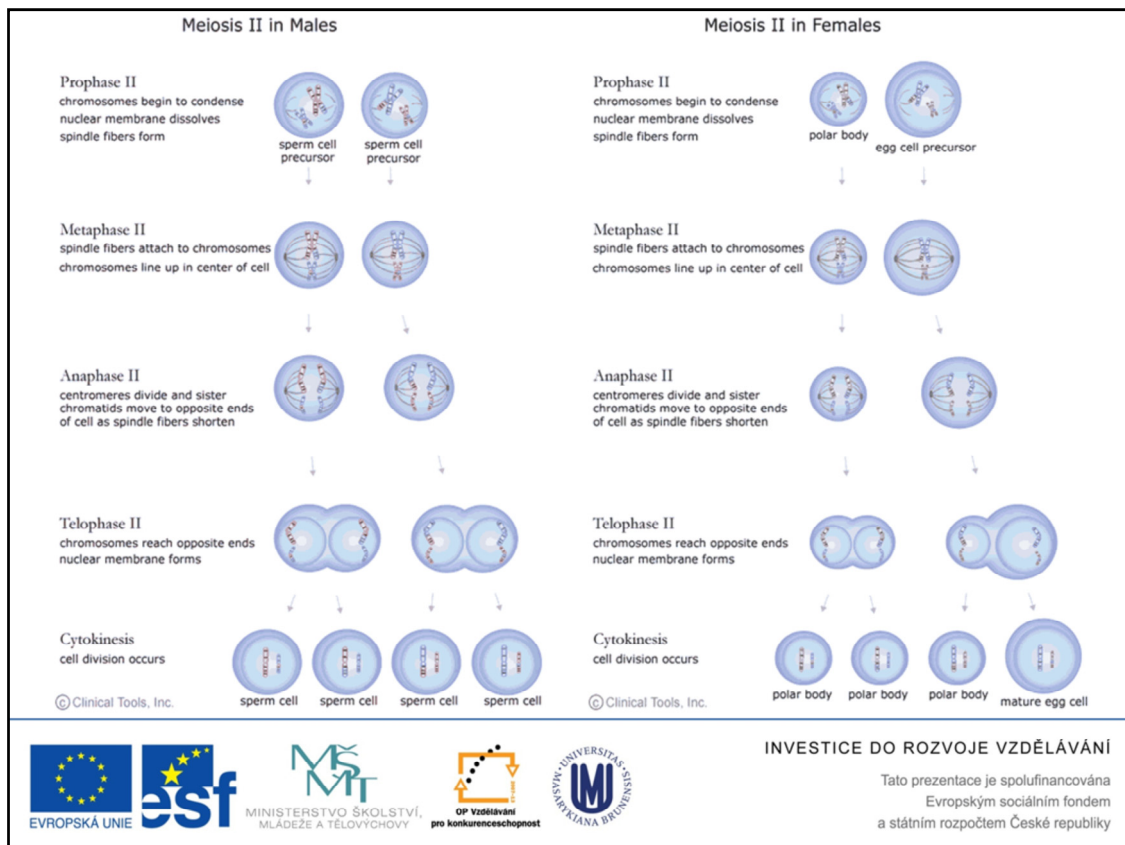 Meiosis II in Males
Prophase II
chromosomes begin to condense
nuclear membrane dissolves
spindle fibers form
sperm cell
precursor
sperm cell
precursor
Metaphase II
spindle fibers attach to chromosomes
chromosomes line up in center of cell
Anaphase II
centromeres divide and sister
chromatids move to opposite ends
of cell as spindle fibers shorten
Telophase II
chromosomes reach opposite ends
nuclear membrane forms
Cytokinesis
cell division occurs
sperm cell
sperm cell
sperm cell
sperm cell
© Clinical Tools, Inc.
Meiosis II in Females
Prophase II
chromosomes begin to condense
nuclear membrane dissolves
spindle fibers form
polar body
egg cell precursor
Metaphase II
spindle fibers attach to chromosomes
chromosomes line up in center of cell
Anaphase II
centromeres divide and sister
chromatids move to opposite ends
of cell as spindle fibers shorten
Telophase II
chromosomes reach opposite ends
nuclear membrane forms
Cytokinesis
cell division occurs
polar body
polar body
polar body
mature egg cell
© Clinical Tools, Inc.
EVROPSKÁ UNIE
esf
MŠMT
MINISTERSTVO ŠKOLSTVÍ,
MLÁDEŽE A TĚLOVÝCHOVY
2007-13
OP Vzdělávání
pro konkurenceschopnost
UNIVERSITAS MASARYKIANA BRUNENSIS
INVESTICE DO ROZVOJE VZDĚLÁVÁNÍ
Tato prezentace je spolufinancována
Evropským sociálním fondem
a státním rozpočtem České republiky